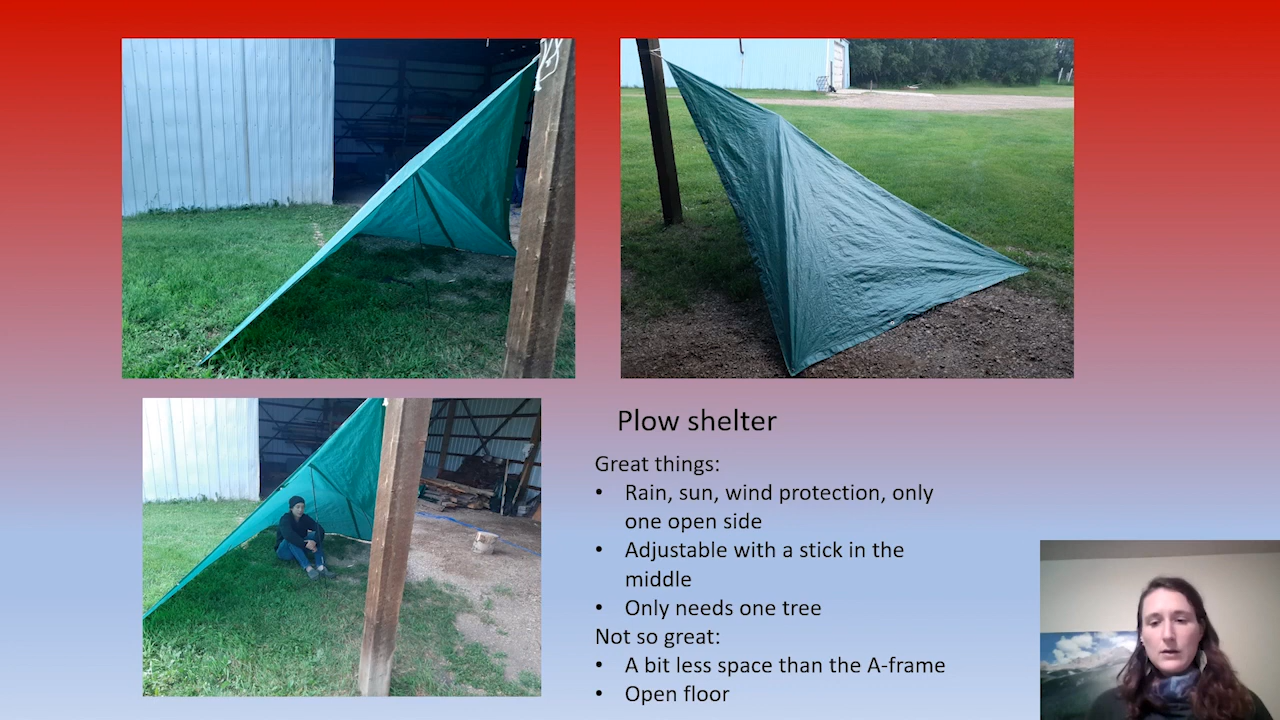 Plow shelter
Great things:
• Rain, sun, wind protection, only
one open side
• Adjustable with a stick in the
middle
• Only needs one tree
Not so great:
• A bit less space than the A-frame
• Open floor